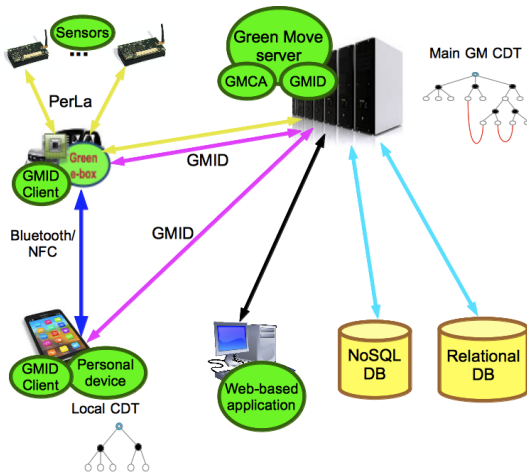 Sensors
Green Move
server
GMCA
GMID
Main GM CDT
PerLa
Green
e-box
GMID
GMID
Client
Bluetooth/
NFC
GMID
NoSQL
DB
Relational
DB
GMID
Client
Personal
device
Web-based
application
Local CDT